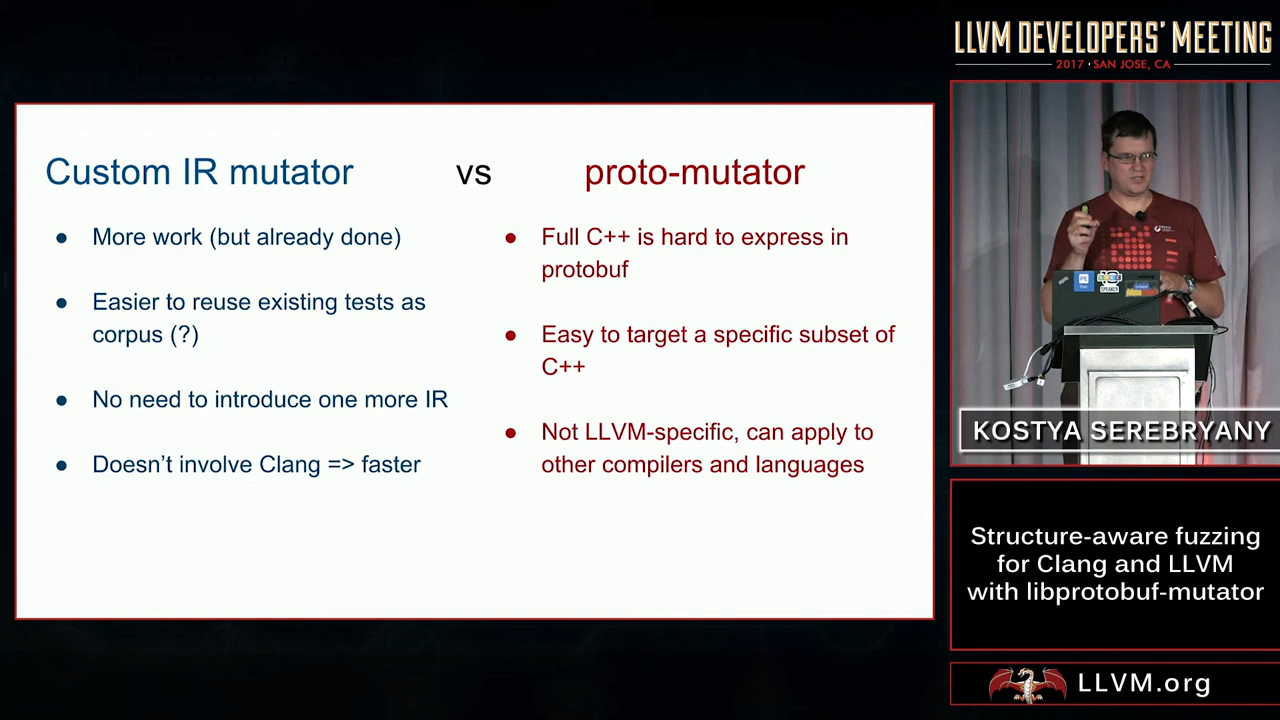 LLVM DEVELOPERS' MEETING
2017 · SAN JOSE, CA
Custom IR mutator vs proto-mutator
● More work (but already done)
● Easier to reuse existing tests as
corpus (?)
● No need to introduce one more IR
● Doesn't involve Clang => faster
● Full C++ is hard to express in
protobuf
● Easy to target a specific subset of
C++
● Not LLVM-specific, can apply to
other compilers and languages
SPEAKER
KOSTYA SEREBRYANY
Structure-aware fuzzing
for Clang and LLVM
with libprotobuf-mutator
LLVM.org